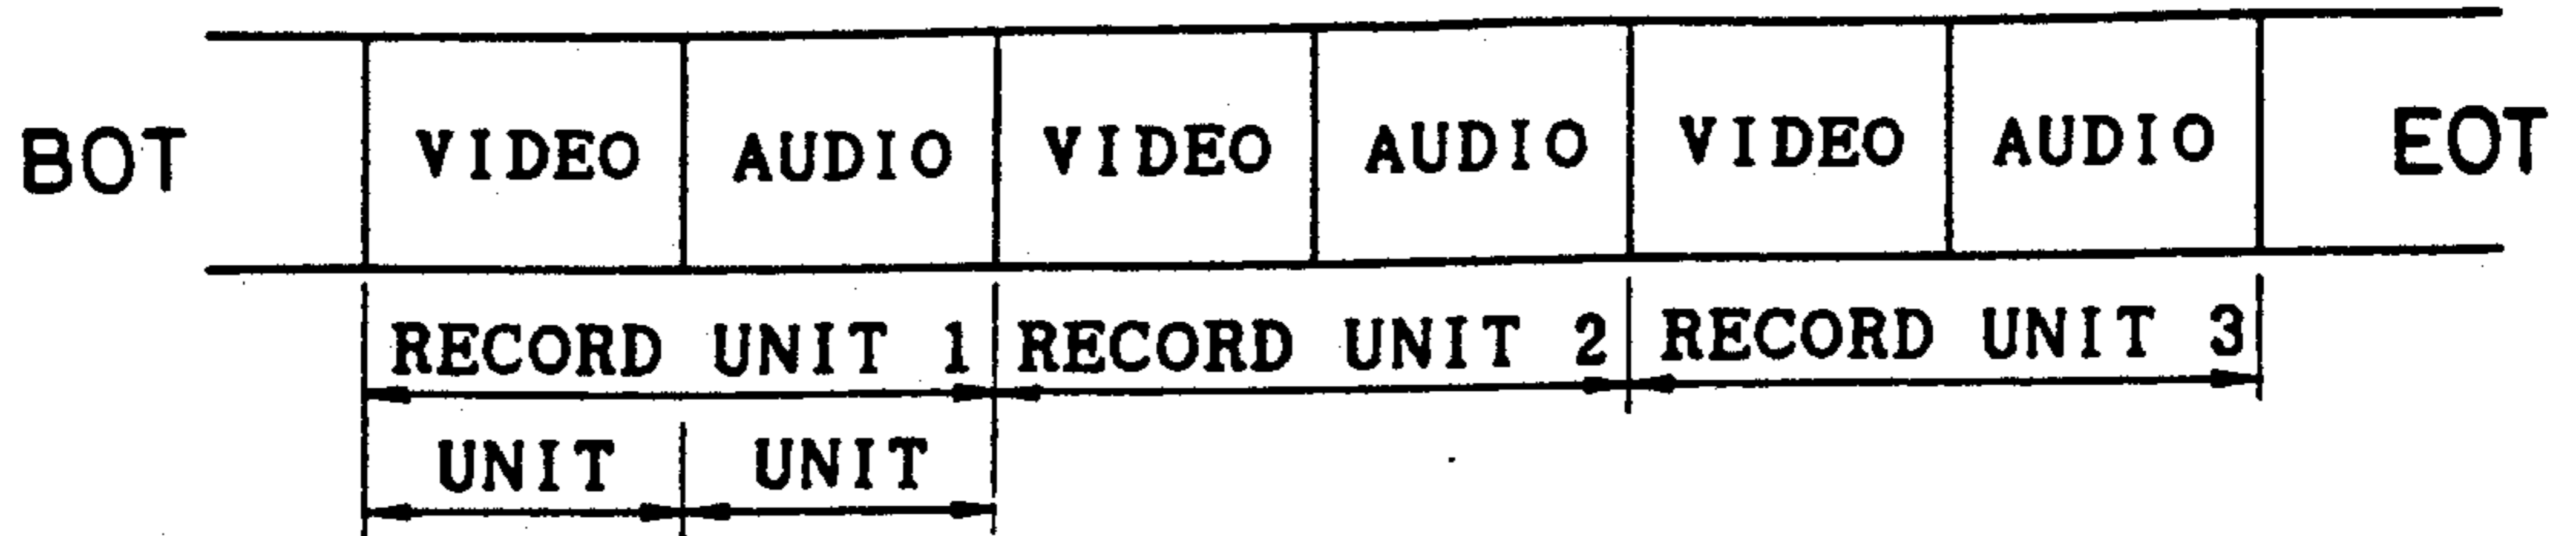 BOT VIDEO AUDIO VIDEO AUDIO VIDEO AUDIO EOT
RECORD UNIT 1 RECORD UNIT 2 RECORD UNIT 3
UNIT UNIT